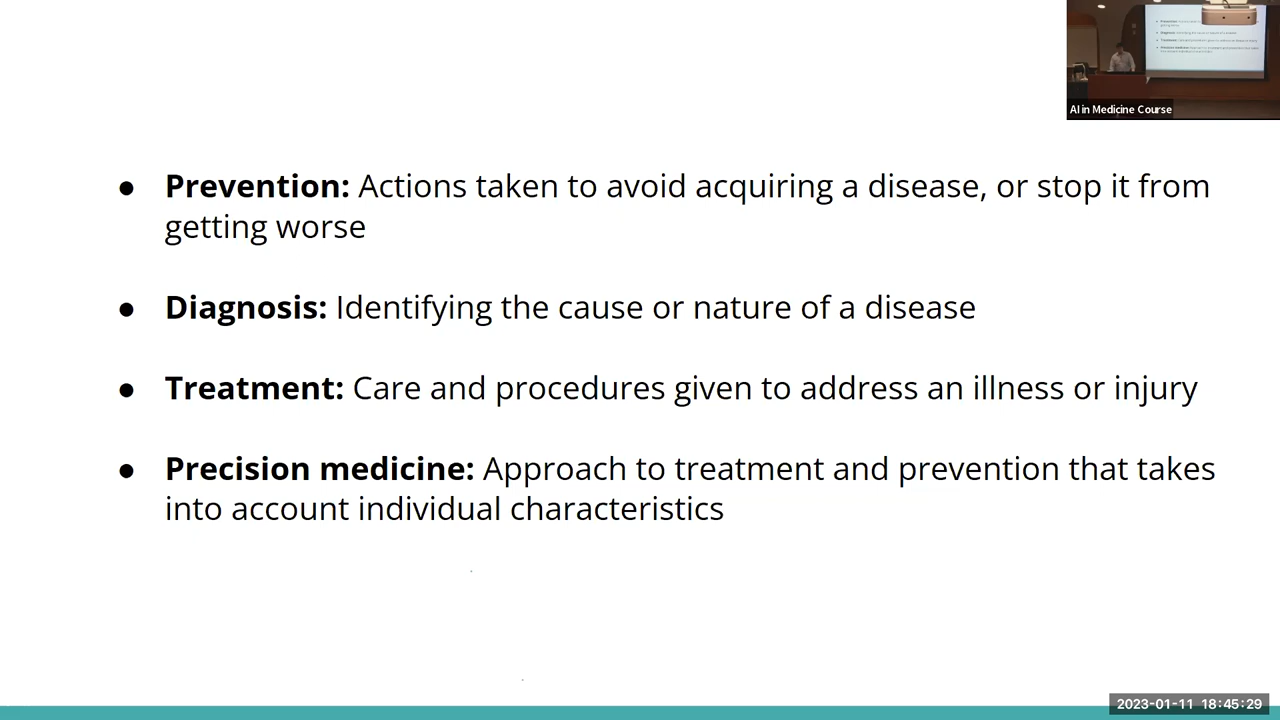 AI in Medicine Course
● Prevention: Actions taken to avoid acquiring a disease, or stop it from
getting worse
● Diagnosis: Identifying the cause or nature of a disease
● Treatment: Care and procedures given to address an illness or injury
● Precision medicine: Approach to treatment and prevention that takes
into account individual characteristics
2023-01-11 18:45:29